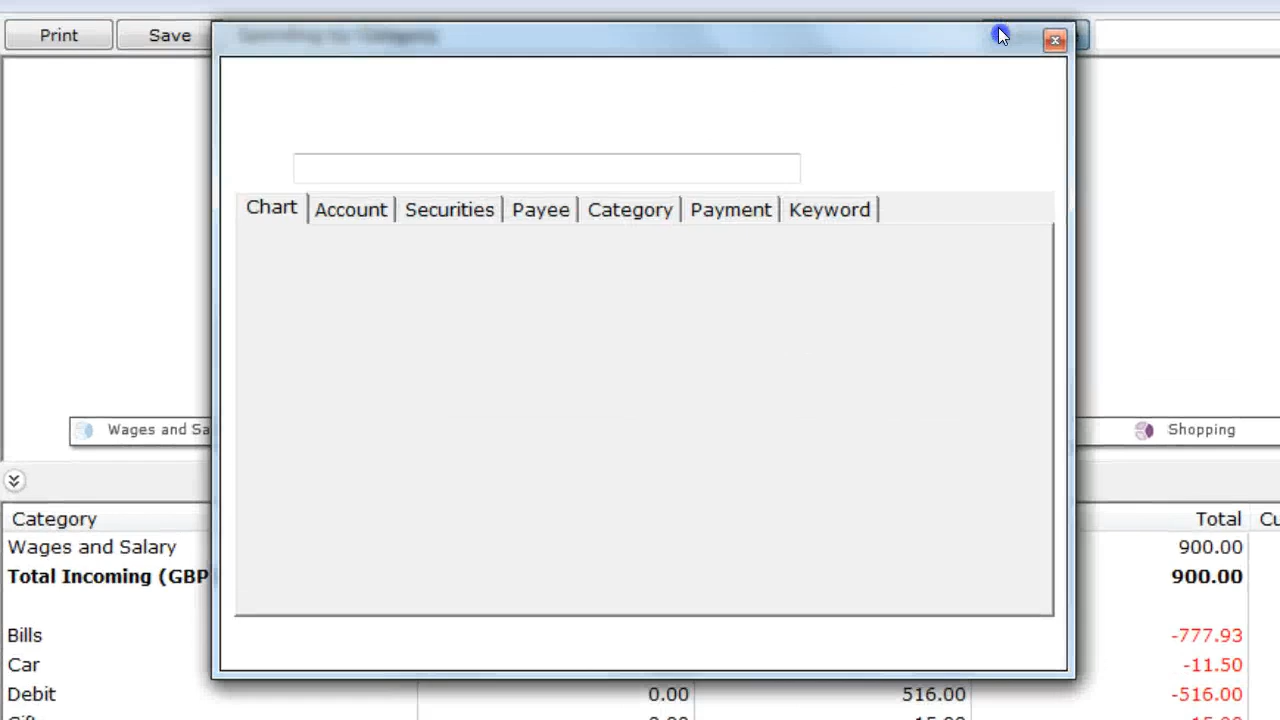 Print Save
Chart Account Securities Payee Category Payment Keyword
Wages and Sa Shopping
Category Total Cu
Wages and Salary 900.00
Total Incoming (GBP 900.00
Bills -777.93
Car -11.50
Debit 0.00 516.00 -516.00